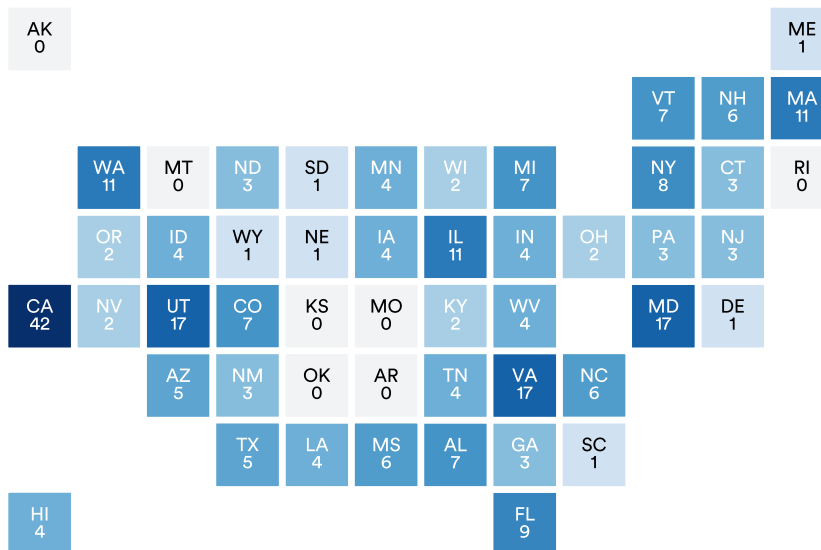 AK
0
ME
1
VT
7
NH
6
MA
11
WA
11
MT
0
ND
3
SD
1
MN
4
WI
2
MI
7
NY
8
CT
3
RI
0
OR
2
ID
4
WY
1
NE
1
IA
4
IL
11
IN
4
OH
2
PA
3
NJ
3
CA
42
NV
2
UT
17
CO
7
KS
0
MO
0
KY
2
WV
4
MD
17
DE
1
AZ
5
NM
3
OK
0
AR
0
TN
4
VA
17
NC
6
TX
5
LA
4
MS
6
AL
7
GA
3
SC
1
HI
4
FL
9